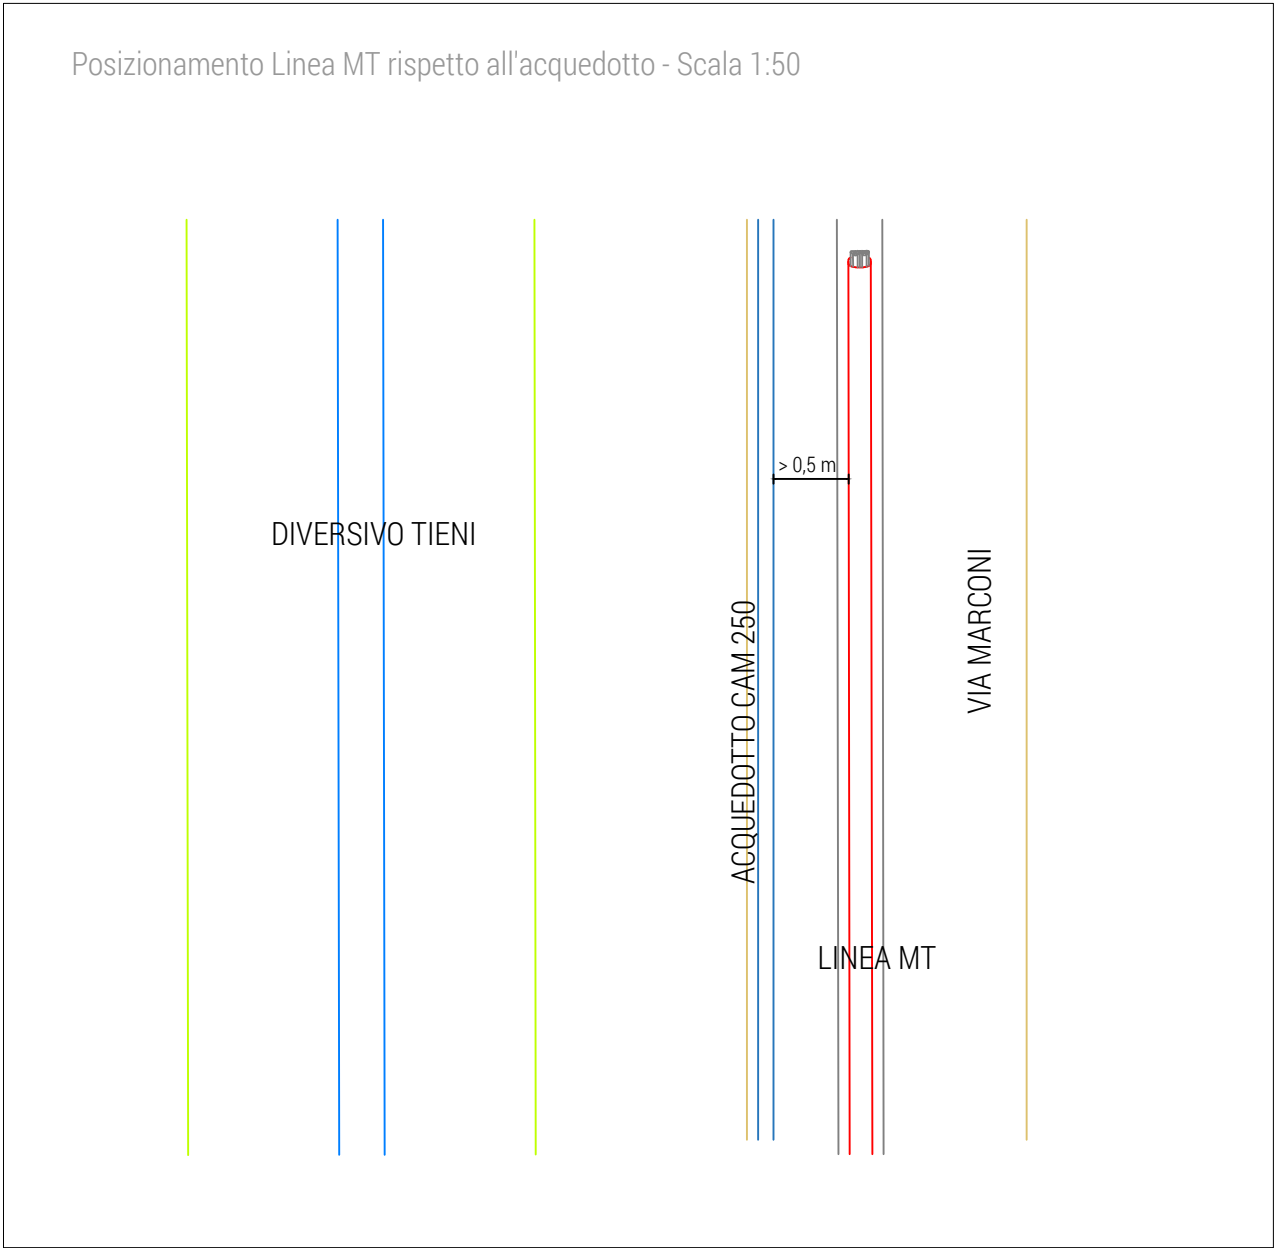 Posizionamento Linea MT rispetto all'acquedotto - Scala 1:50
> 0,5 m
DIVERSIVO TIENI
ACQUEDOTTO CAM 250
VIA MARCONI
LINEA MT